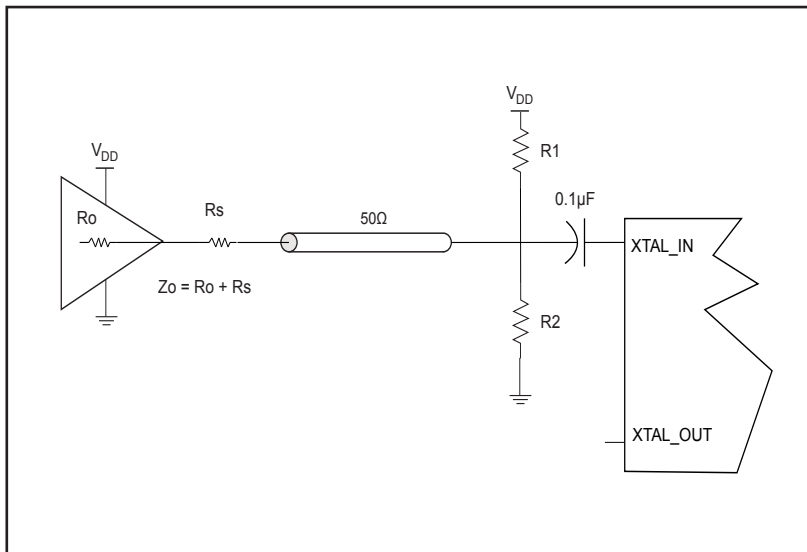 V_DD
R1
V_DD
0.1µF
Ro
Rs
50Ω
XTAL_IN
Zo = Ro + Rs
R2
XTAL_OUT